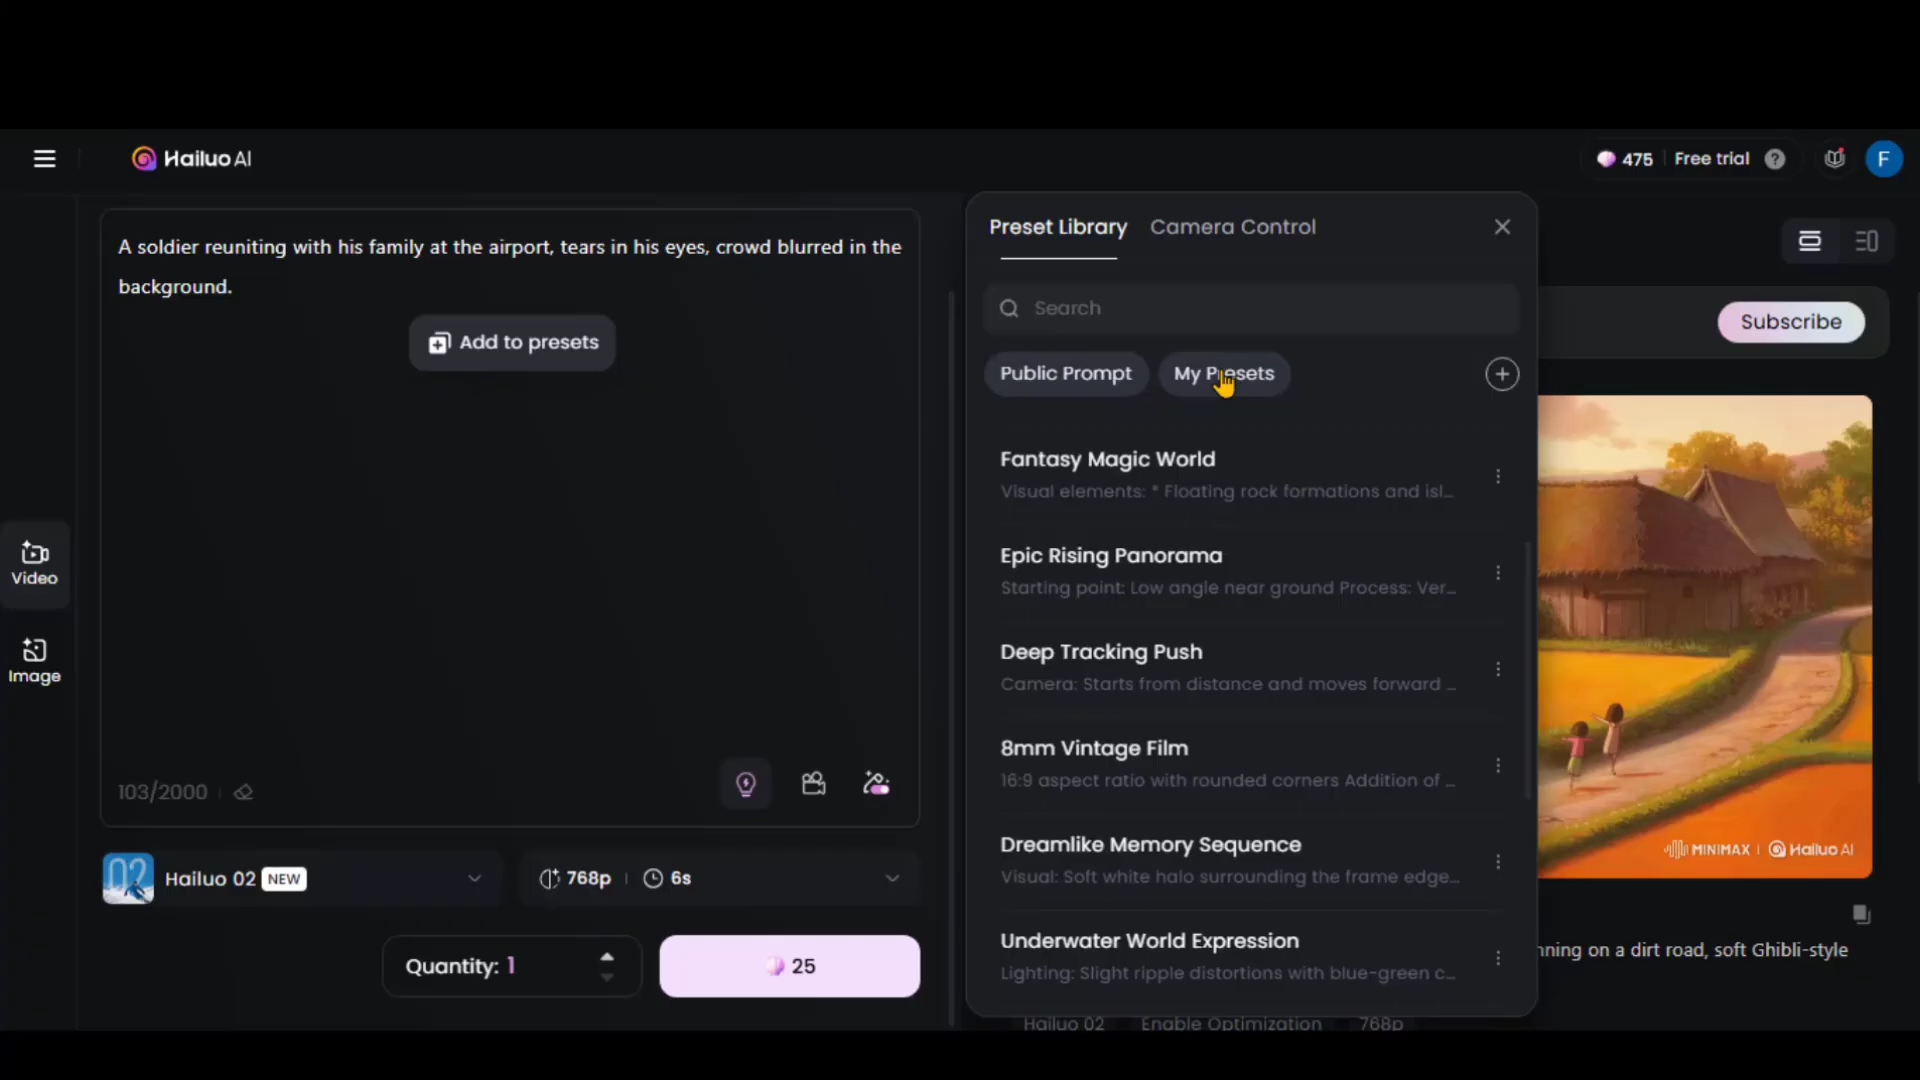 Hailuo AI
475
Free trial
?
F
A soldier reuniting with his family at the airport, tears in his eyes, crowd blurred in the
background.
Add to presets
103/2000
Video
Image
02
Hailuo 02 NEW
768p
6s
Quantity: 1
25
Preset Library
Camera Control
Search
Public Prompt
My Presets
Fantasy Magic World
Visual elements: * Floating rock formations and isl...
Epic Rising Panorama
Starting point: Low angle near ground Process: Ver...
Deep Tracking Push
Camera: Starts from distance and moves forward ...
8mm Vintage Film
16:9 aspect ratio with rounded corners Addition of ...
Dreamlike Memory Sequence
Visual: Soft white halo surrounding the frame edge...
Underwater World Expression
Lighting: Slight ripple distortions with blue-green c...
Subscribe
MINIMAX | Hailuo AI
nning on a dirt road, soft Ghibli-style
Hailuo 02
Enable Optimization
768p